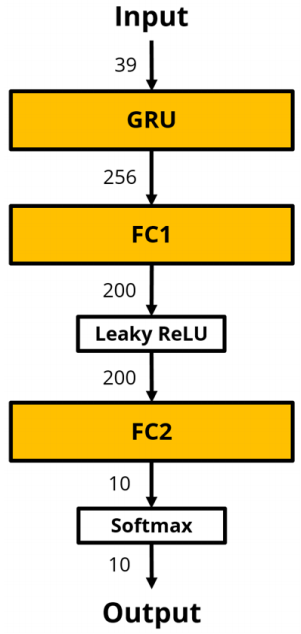 Input
39
GRU
256
FC1
200
Leaky ReLU
200
FC2
10
Softmax
10
Output